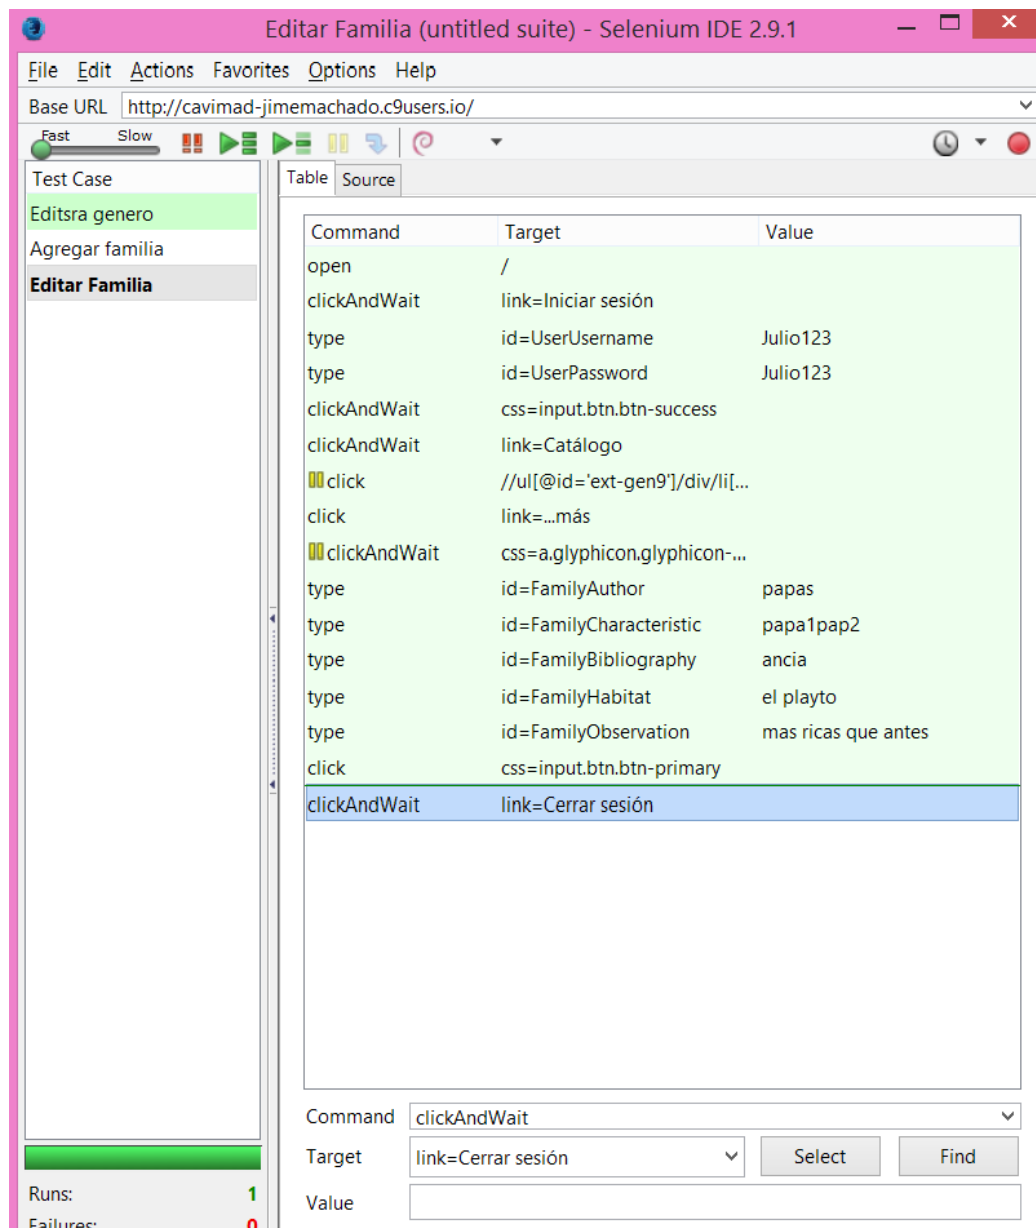 Editar Familia (untitled suite) - Selenium IDE 2.9.1
File Edit Actions Favorites Options Help
Base URL http://cavimad-jimemachado.c9users.io/
Fast Slow
Test Case
Editsra genero
Agregar familia
Editar Familia
Table Source
Command Target Value
open /
clickAndWait link=Iniciar sesión
type id=UserUsername Julio123
type id=UserPassword Julio123
clickAndWait css=input.btn.btn-success
clickAndWait link=Catálogo
click //ul[@id='ext-gen9']/div/li[...
click link=...más
clickAndWait css=a.glyphicon.glyphicon-...
type id=FamilyAuthor papas
type id=FamilyCharacteristic papa1pap2
type id=FamilyBibliography ancia
type id=FamilyHabitat el playto
type id=FamilyObservation mas ricas que antes
click css=input.btn.btn-primary
clickAndWait link=Cerrar sesión
Command clickAndWait
Target link=Cerrar sesión Select Find
Value
Runs: 1
Failures: 0